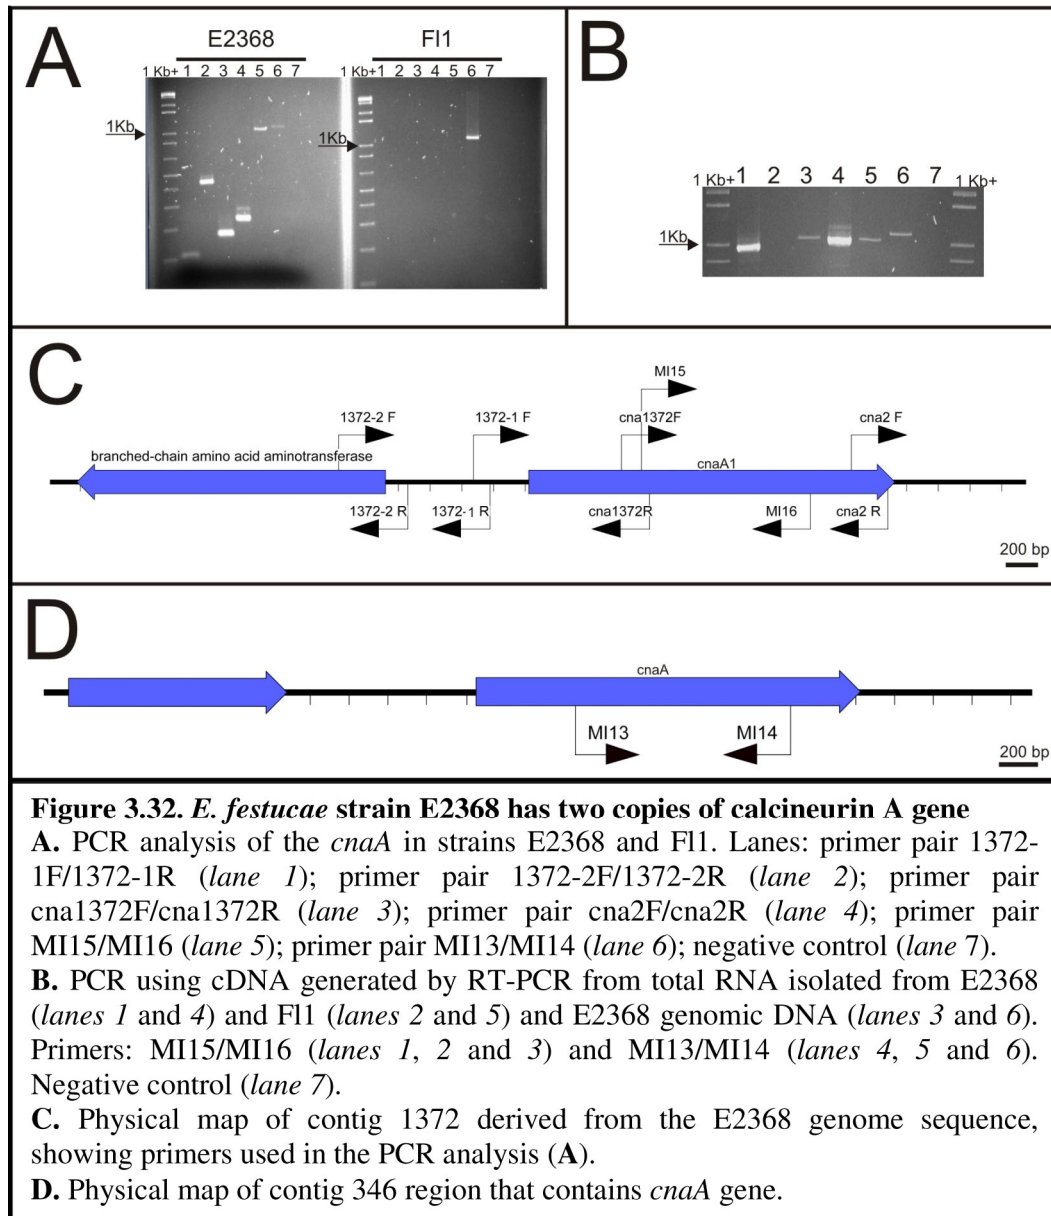 A
E2368
Fl1
1 Kb+ 1 2 3 4 5 6 7
1 Kb+ 1 2 3 4 5 6 7
1Kb
1Kb
B
1 Kb+ 1 2 3 4 5 6 7 1 Kb+
1Kb
C
MI15
1372-2 F
1372-1 F
cna1372F
cna2 F
branched-chain amino acid aminotransferase
cnaA1
1372-2 R
1372-1 R
cna1372R
MI16
cna2 R
200 bp
D
cnaA
MI13
MI14
200 bp
Figure 3.32. E. festucae strain E2368 has two copies of calcineurin A gene
A. PCR analysis of the cnaA in strains E2368 and Fl1. Lanes: primer pair 1372-
1F/1372-1R (lane 1); primer pair 1372-2F/1372-2R (lane 2); primer pair
cna1372F/cna1372R (lane 3); primer pair cna2F/cna2R (lane 4); primer pair
MI15/MI16 (lane 5); primer pair MI13/MI14 (lane 6); negative control (lane 7).
B. PCR using cDNA generated by RT-PCR from total RNA isolated from E2368
(lanes 1 and 4) and Fl1 (lanes 2 and 5) and E2368 genomic DNA (lanes 3 and 6).
Primers: MI15/MI16 (lanes 1, 2 and 3) and MI13/MI14 (lanes 4, 5 and 6).
Negative control (lane 7).
C. Physical map of contig 1372 derived from the E2368 genome sequence,
showing primers used in the PCR analysis (A).
D. Physical map of contig 346 region that contains cnaA gene.